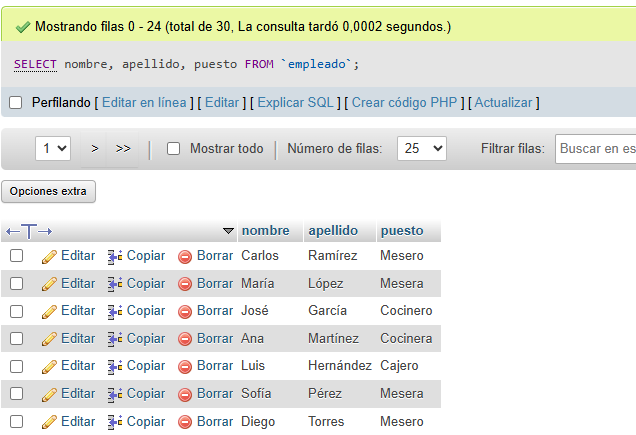 Mostrando filas 0 - 24 (total de 30, La consulta tardó 0,0002 segundos.)
SELECT nombre, apellido, puesto FROM `empleado`;
Perfilando [ Editar en línea ] [ Editar ] [ Explicar SQL ] [ Crear código PHP ] [ Actualizar ]
1 > >> Mostrar todo Número de filas: 25 Filtrar filas: Buscar en es
Opciones extra
nombre apellido puesto
Editar Copiar Borrar Carlos Ramírez Mesero
Editar Copiar Borrar María López Mesera
Editar Copiar Borrar José García Cocinero
Editar Copiar Borrar Ana Martínez Cocinera
Editar Copiar Borrar Luis Hernández Cajero
Editar Copiar Borrar Sofía Pérez Mesera
Editar Copiar Borrar Diego Torres Mesero